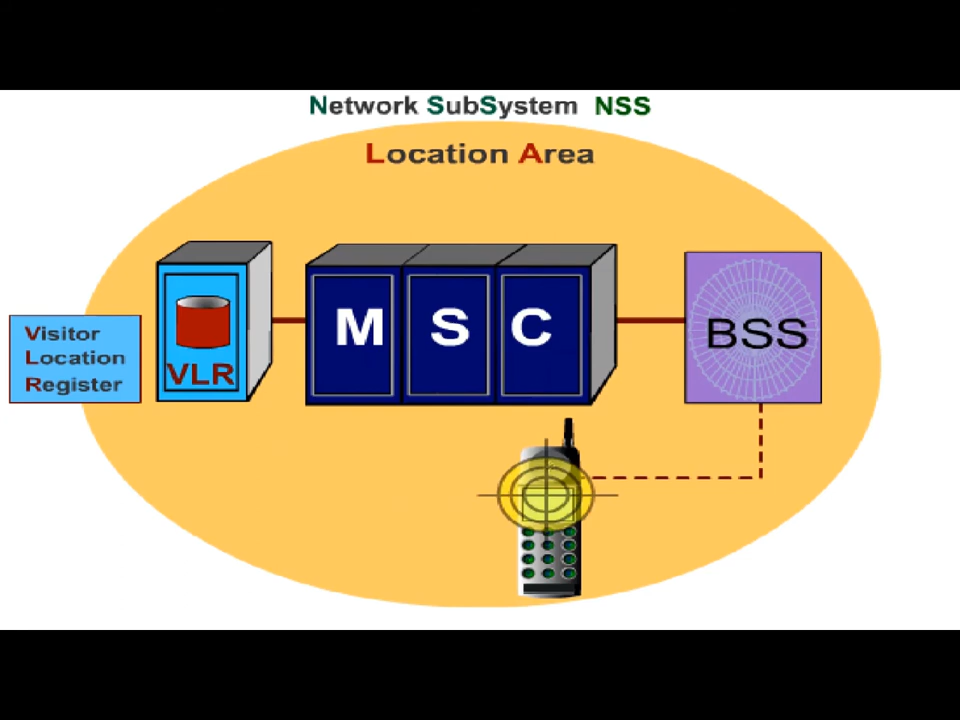 Network SubSystem NSS
Location Area
Visitor
Location
Register
VLR
M S C
BSS